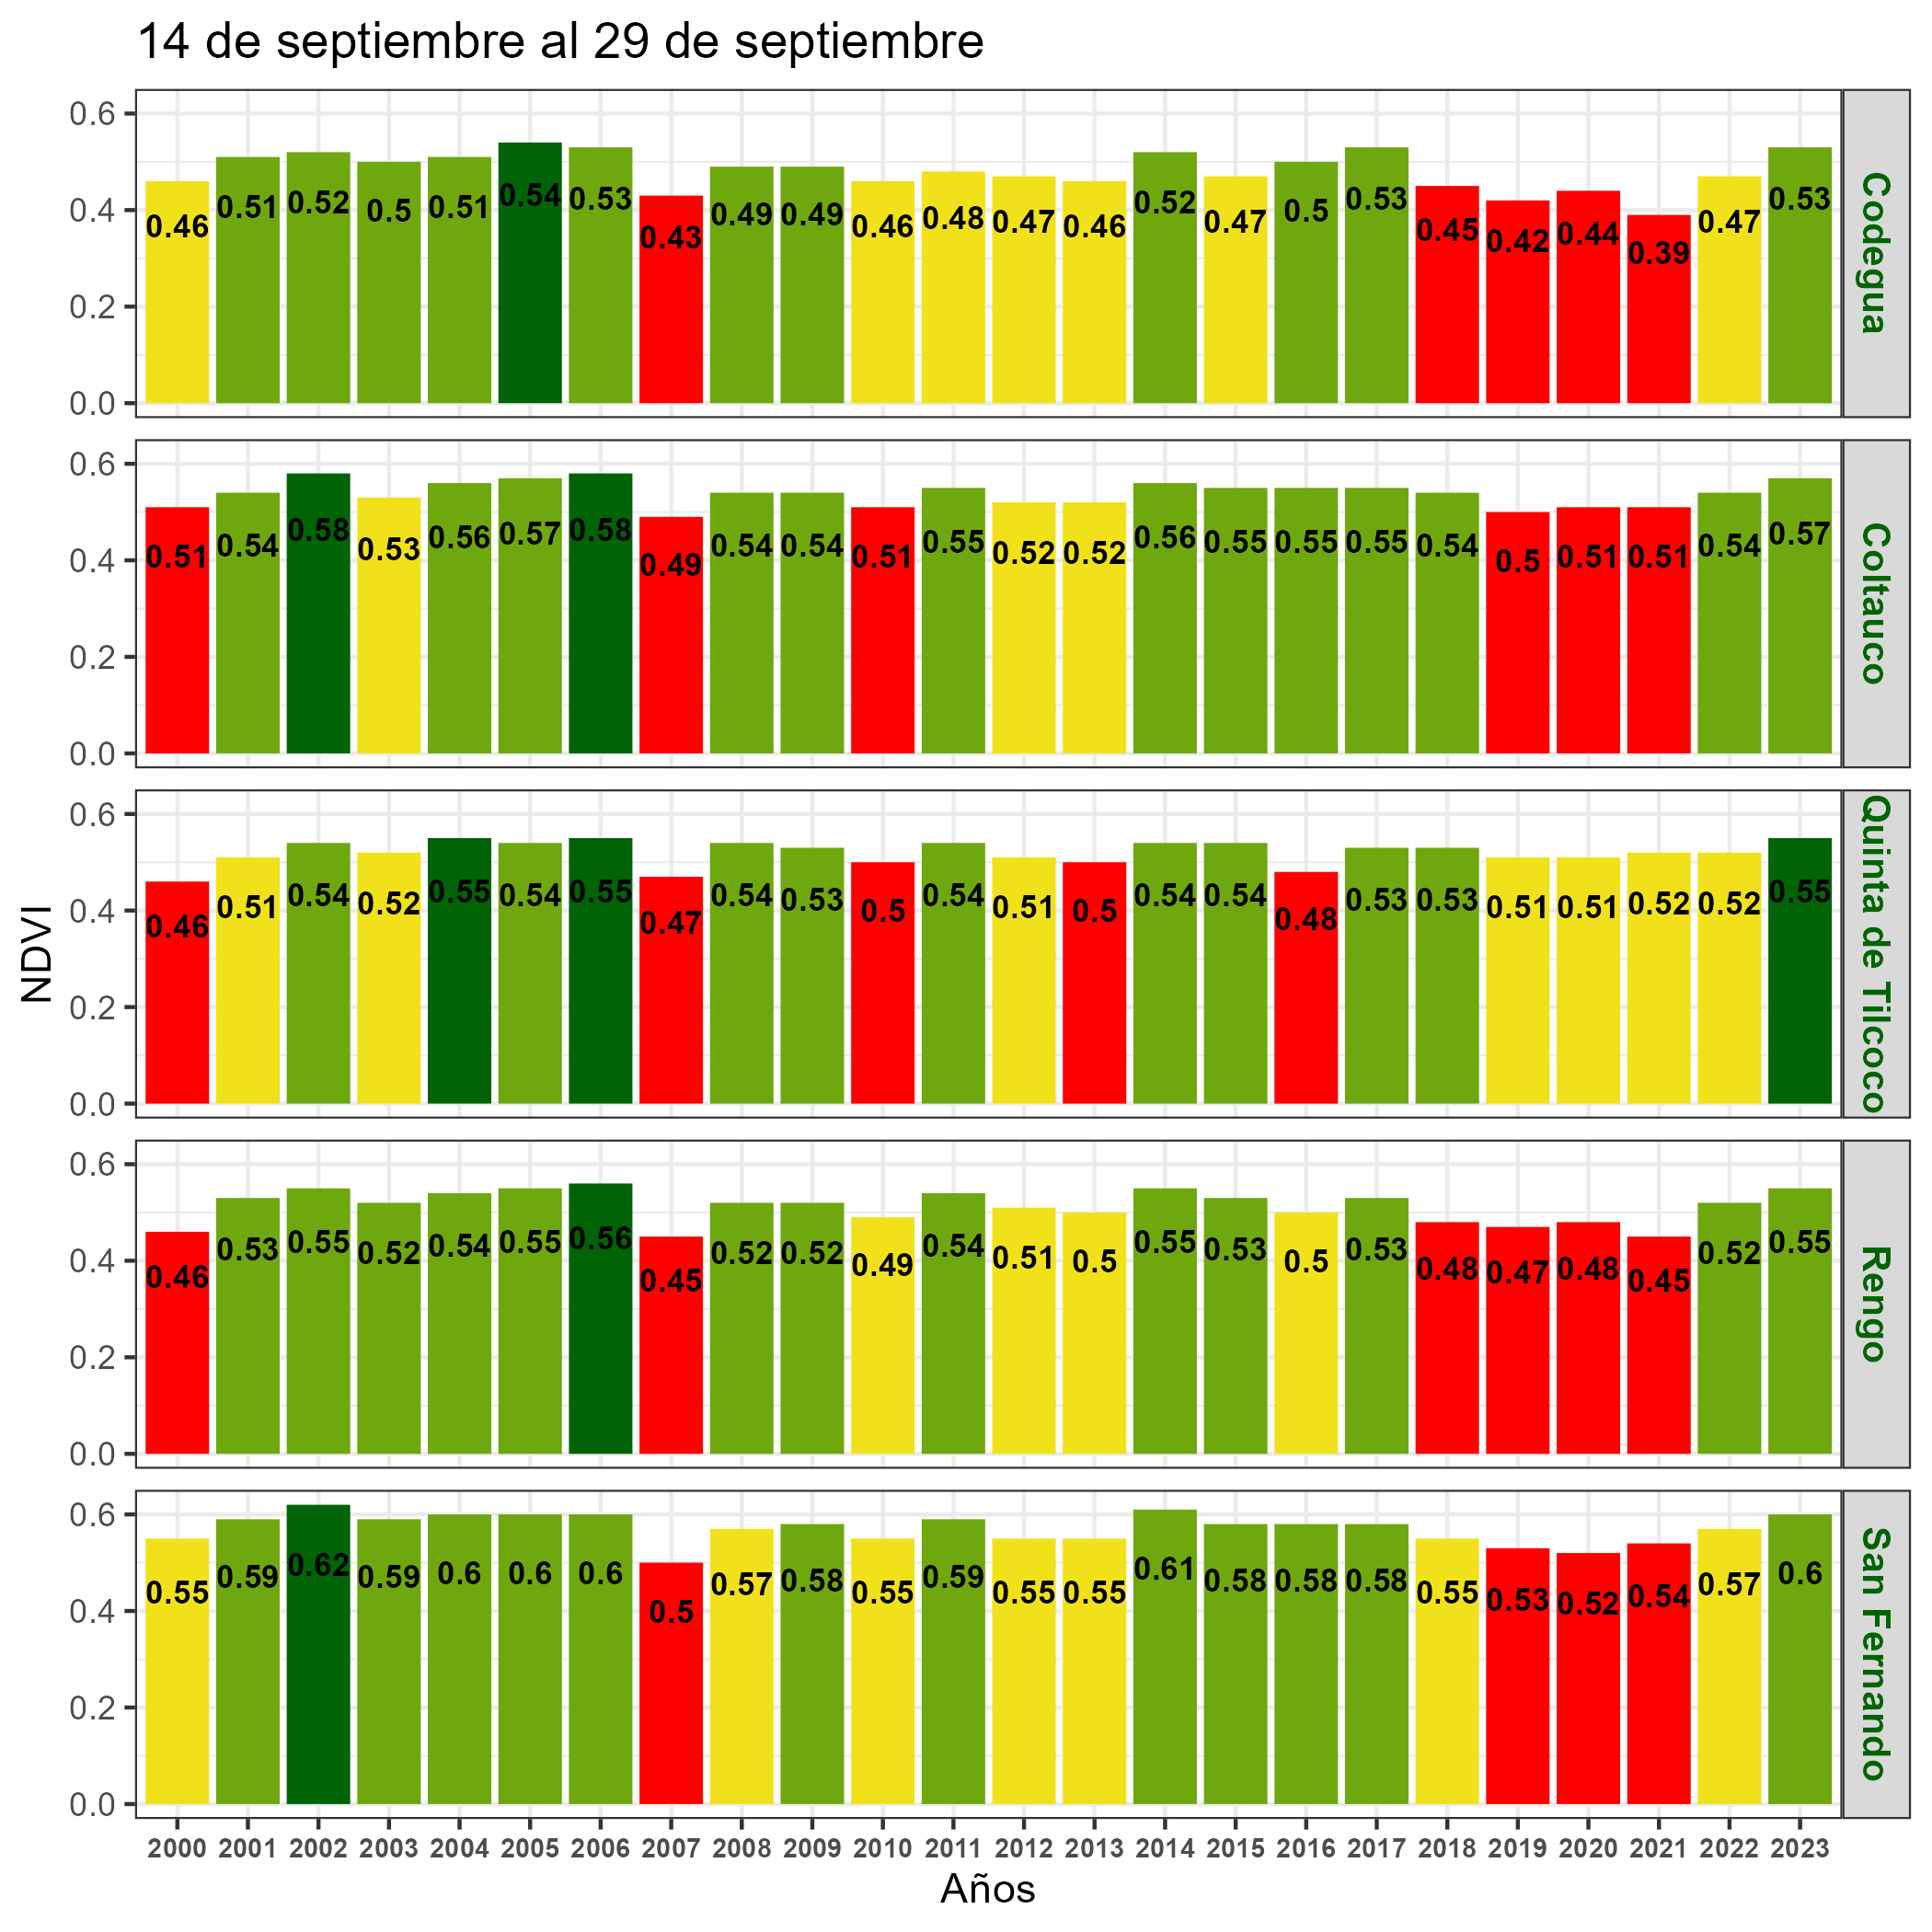 14 de septiembre al 29 de septiembre
0.6
0.4
0.2
0.0
0.46 0.51 0.52 0.5 0.51 0.54 0.53 0.43 0.49 0.49 0.46 0.48 0.47 0.46 0.52 0.47 0.5 0.53 0.45 0.42 0.44 0.39 0.47 0.53
Codegua
0.6
0.4
0.2
0.0
0.51 0.54 0.58 0.53 0.56 0.57 0.58 0.49 0.54 0.54 0.51 0.55 0.52 0.52 0.56 0.55 0.55 0.55 0.54 0.5 0.51 0.51 0.54 0.57
Coltauco
0.6
0.4
0.2
0.0
0.46 0.51 0.54 0.52 0.55 0.54 0.55 0.47 0.54 0.53 0.5 0.54 0.51 0.5 0.54 0.54 0.48 0.53 0.53 0.51 0.51 0.52 0.52 0.55
Quinta de Tilcoco
NDVI
0.6
0.4
0.2
0.0
0.46 0.53 0.55 0.52 0.54 0.55 0.56 0.45 0.52 0.52 0.49 0.54 0.51 0.5 0.55 0.53 0.5 0.53 0.48 0.47 0.48 0.45 0.52 0.55
Rengo
0.6
0.4
0.2
0.0
0.55 0.59 0.62 0.59 0.6 0.6 0.6 0.5 0.57 0.58 0.55 0.59 0.55 0.55 0.61 0.58 0.58 0.58 0.55 0.53 0.52 0.54 0.57 0.6
San Fernando
2000 2001 2002 2003 2004 2005 2006 2007 2008 2009 2010 2011 2012 2013 2014 2015 2016 2017 2018 2019 2020 2021 2022 2023
Años